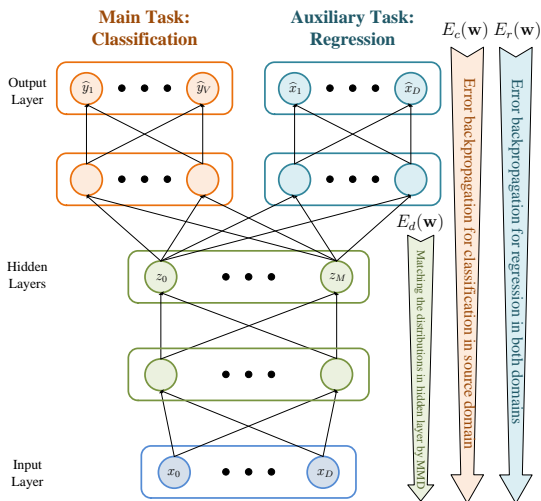 Main Task:
Classification
Auxiliary Task:
Regression
E_c(w) E_r(w)
Output
Layer
ŷ_1
ŷ_V
x̂_1
x̂_D
E_d(w)
Hidden
Layers
z_0
z_M
Input
Layer
x_0
x_D
Matching the distributions in hidden layer by MMD
Error backpropagation for classification in source domain
Error backpropagation for regression in both domains